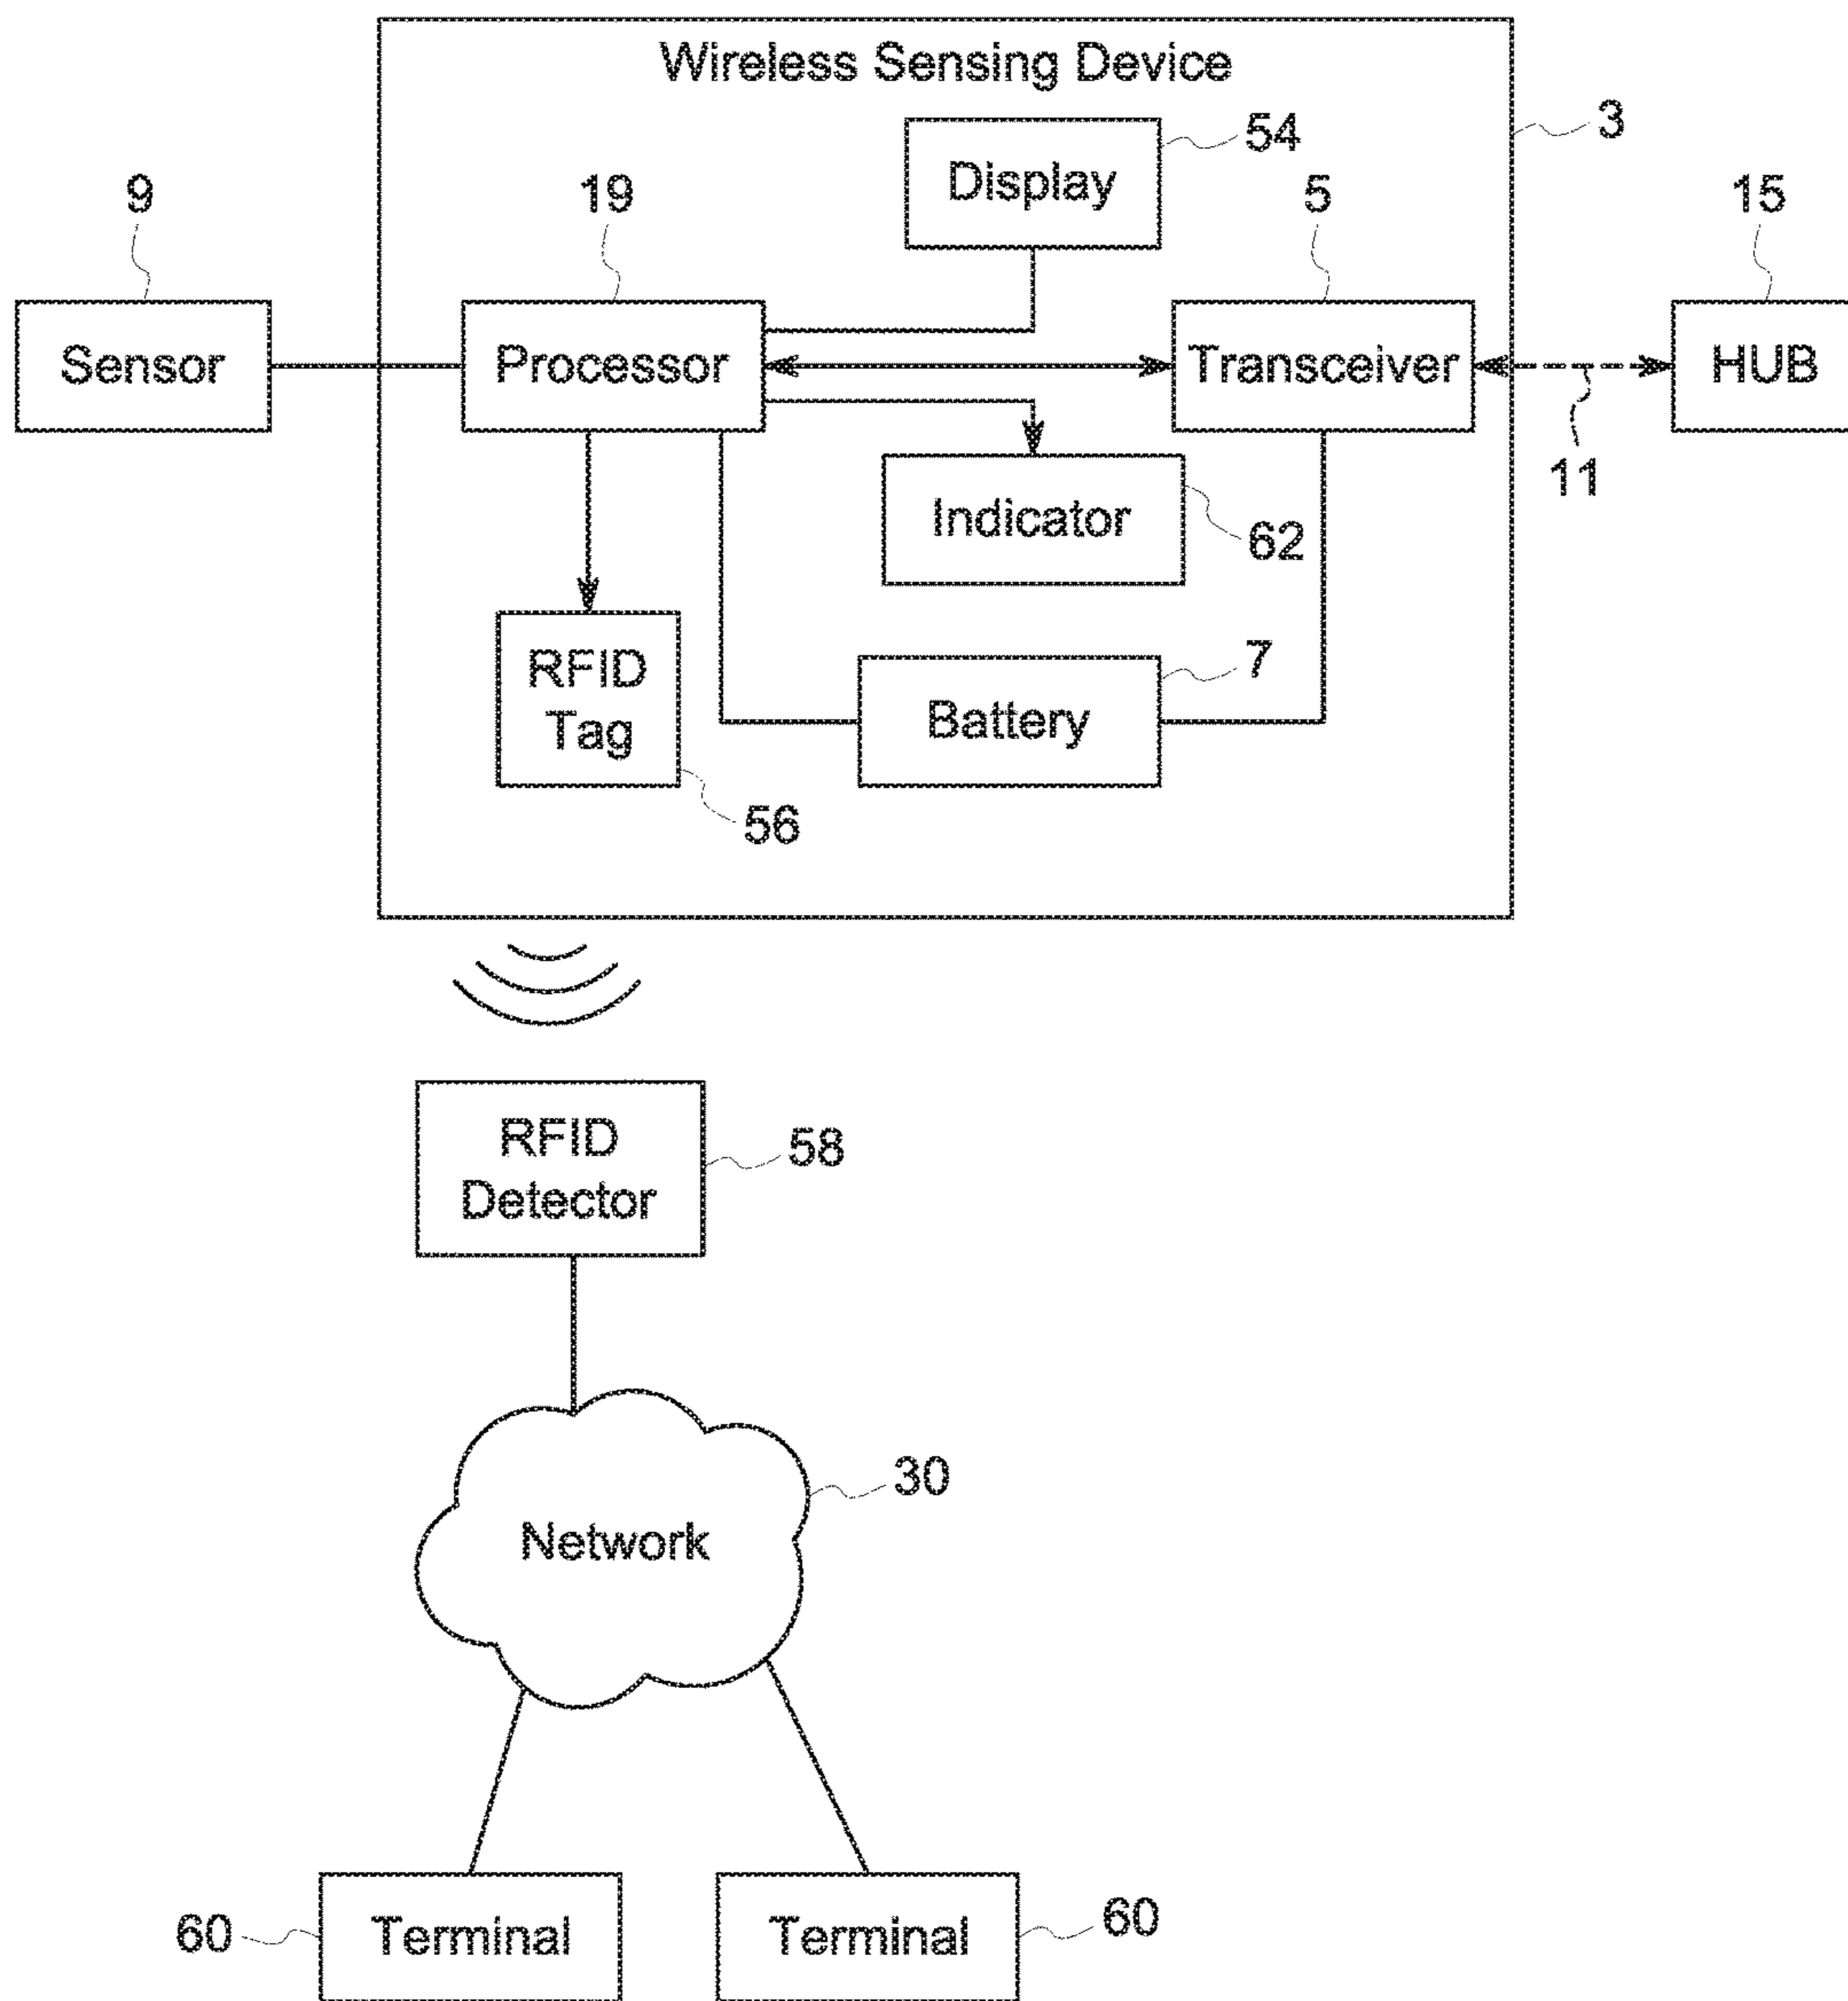 Wireless Sensing Device
3
54
Display
9
19
5
15
Sensor
Processor
Transceiver
HUB
11
Indicator
62
RFID
Tag
7
Battery
56
RFID
Detector
58
30
Network
60
Terminal
Terminal
60